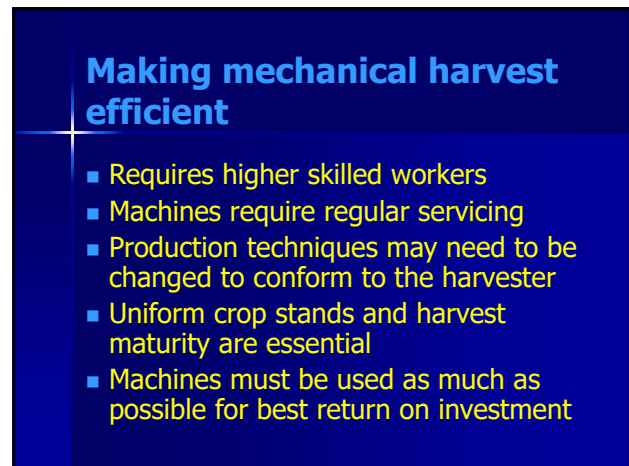 Making mechanical harvest
efficient
■ Requires higher skilled workers
■ Machines require regular servicing
■ Production techniques may need to be
changed to conform to the harvester
■ Uniform crop stands and harvest
maturity are essential
■ Machines must be used as much as
possible for best return on investment